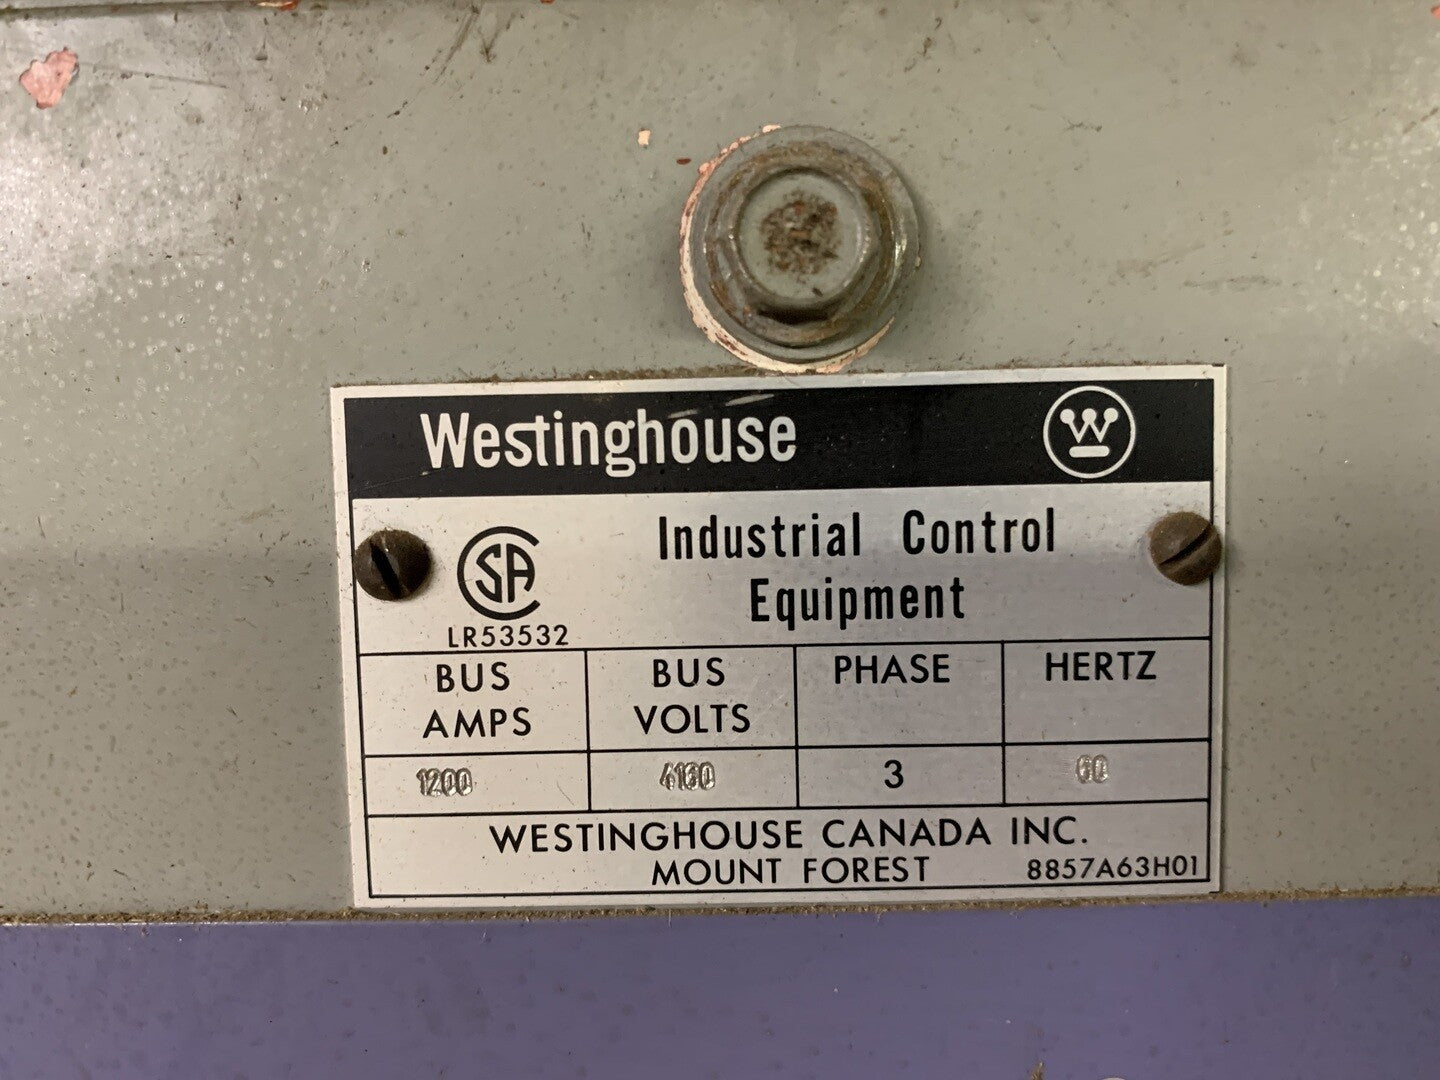 Westinghouse
W
CSA
LR53532
Industrial Control
Equipment
BUS AMPS
BUS VOLTS
PHASE
HERTZ
1200
4160
3
60
WESTINGHOUSE CANADA INC.
MOUNT FOREST
8857A63H01